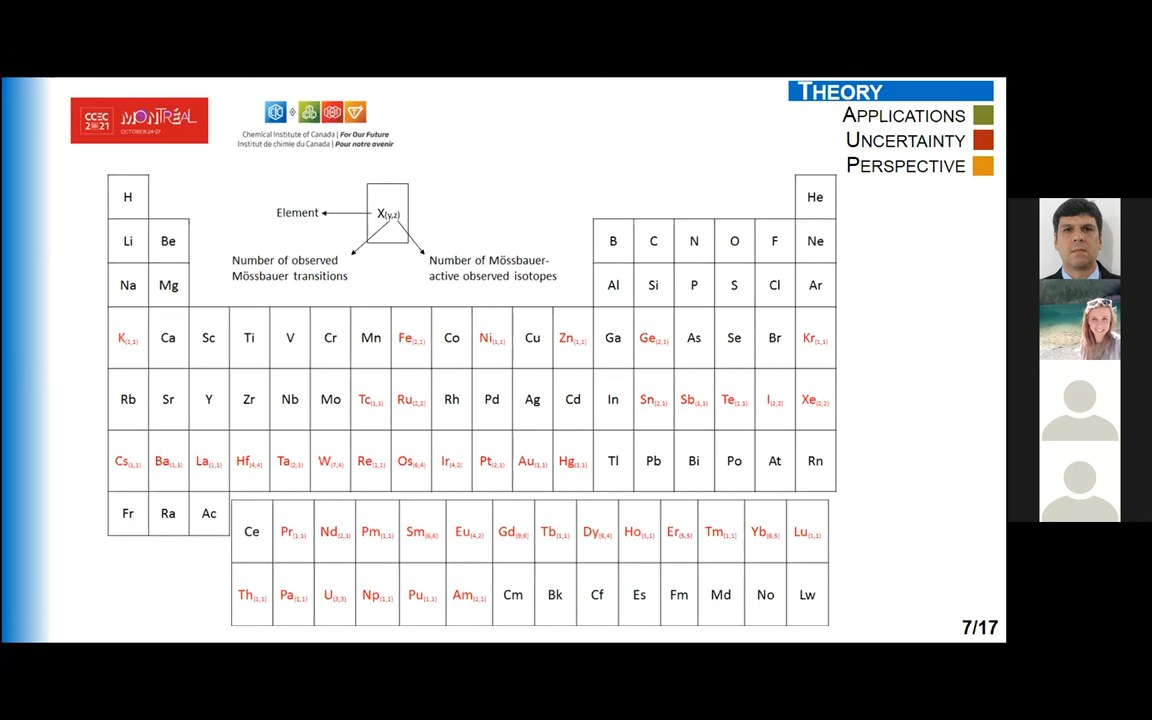 THEORY
APPLICATIONS
UNCERTAINTY
PERSPECTIVE
CCEC 2021
MONTRÉAL
OCTOBER 24-27
Chemical Institute of Canada | For Our Future
Institut de chimie du Canada | Pour notre avenir
H He
Element X(y,z)
Number of observed Mössbauer transitions
Number of Mössbauer-active observed isotopes
Li Be B C N O F Ne
Na Mg Al Si P S Cl Ar
K(1,1) Ca Sc Ti V Cr Mn Fe(2,1) Co Ni(1,1) Cu Zn(1,1) Ga Ge(2,1) As Se Br Kr(1,1)
Rb Sr Y Zr Nb Mo Tc(1,1) Ru(2,2) Rh Pd Ag Cd In Sn(2,1) Sb(1,1) Te(1,1) I(2,2) Xe(2,2)
Cs(1,1) Ba(1,1) La(1,1) Hf(4,4) Ta(2,1) W(7,4) Re(1,1) Os(6,4) Ir(4,2) Pt(2,1) Au(1,1) Hg(1,1) Tl Pb Bi Po At Rn
Fr Ra Ac
Ce Pr(1,1) Nd(2,1) Pm(1,1) Sm(6,6) Eu(4,2) Gd(9,6) Tb(1,1) Dy(6,4) Ho(1,1) Er(5,5) Tm(1,1) Yb(6,5) Lu(1,1)
Th(1,1) Pa(1,1) U(3,3) Np(1,1) Pu(1,1) Am(1,1) Cm Bk Cf Es Fm Md No Lw
7/17